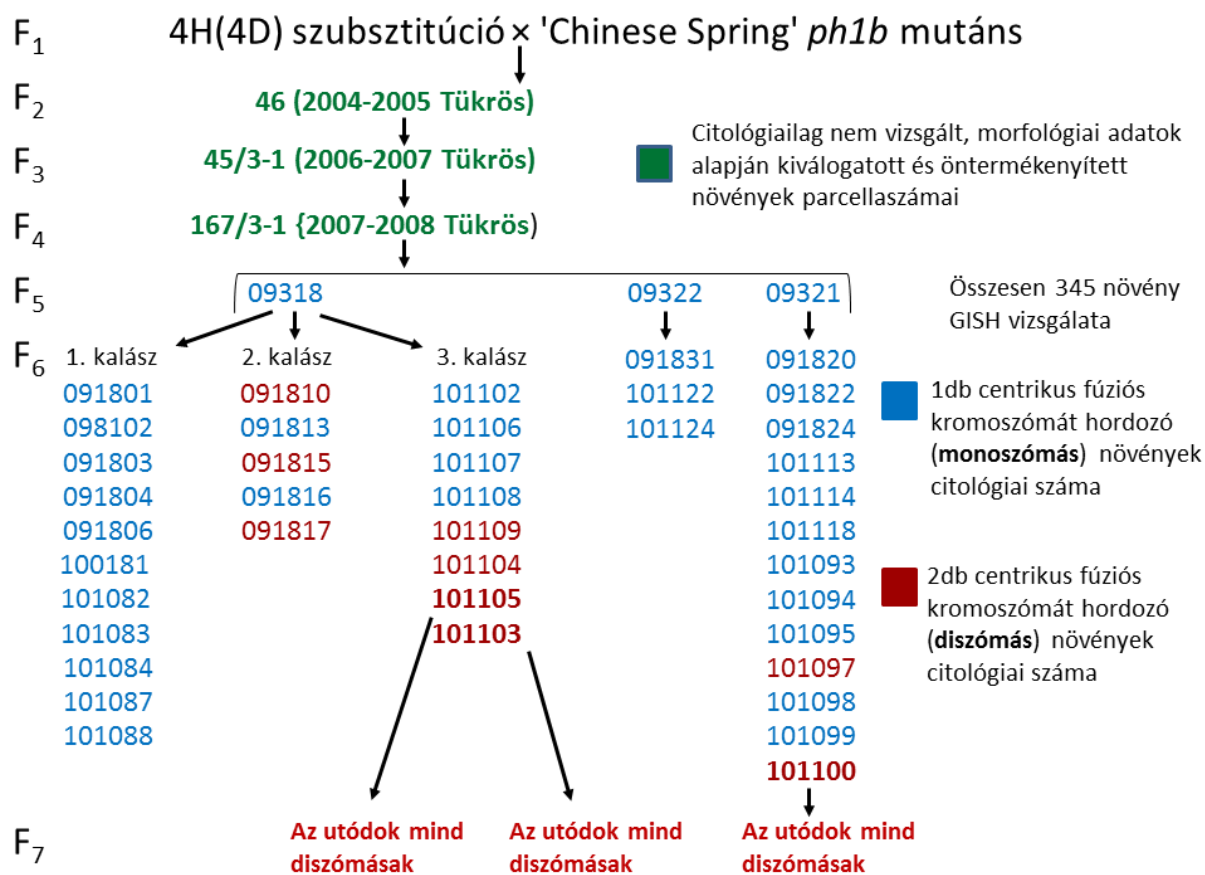 F1 4H(4D) szubsztitúció × 'Chinese Spring' ph1b mutáns
F2 46 (2004-2005 Tükrös)
F3 45/3-1 (2006-2007 Tükrös)
F4 167/3-1 {2007-2008 Tükrös)
Citológiailag nem vizsgált, morfológiai adatok
alapján kiválogatott és öntermékenyített
növények parcellaszámai
F5 09318 09322 09321
Összesen 345 növény
GISH vizsgálata
F6
1. kalász
091801
098102
091803
091804
091806
100181
101082
101083
101084
101087
101088
2. kalász
091810
091813
091815
091816
091817
3. kalász
101102
101106
101107
101108
101109
101104
101105
101103
091831
101122
101124
091820
091822
091824
101113
101114
101118
101093
101094
101095
101097
101098
101099
101100
1db centrikus fúziós
kromoszómát hordozó
(monoszómás) növények
citológiai száma
2db centrikus fúziós
kromoszómát hordozó
(diszómás) növények
citológiai száma
F7
Az utódok mind
diszómásak
Az utódok mind
diszómásak
Az utódok mind
diszómásak